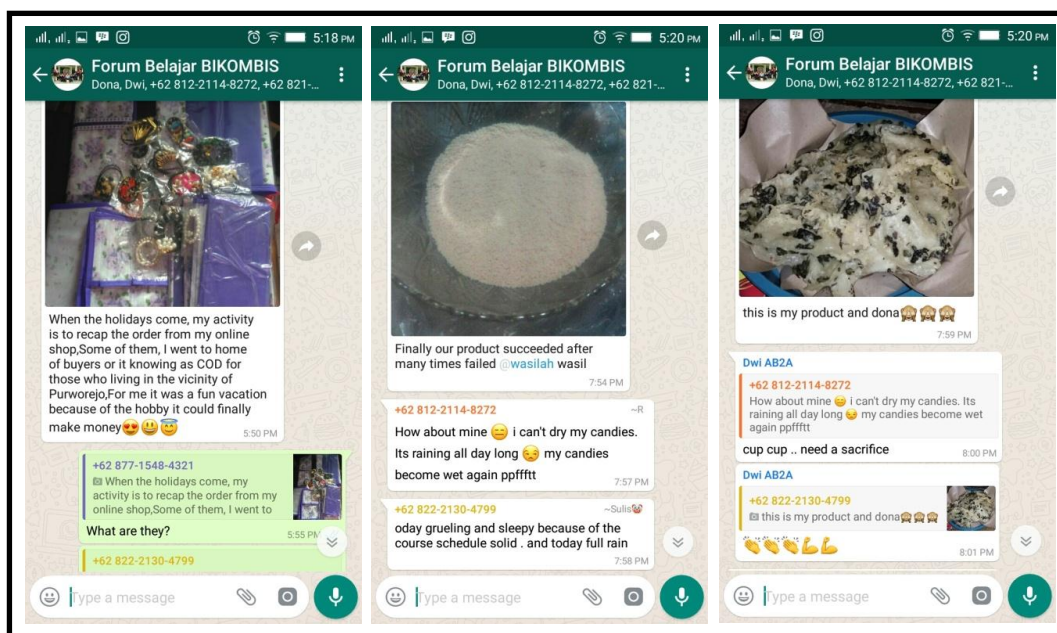 5:18 PM
Forum Belajar BIKOMBIS
Dona, Dwi, +62 812-2114-8272, +62 821-...
When the holidays come, my activity
is to recap the order from my online
shop,Some of them, I went to home
of buyers or it knowing as COD for
those who living in the vicinity of
Purworejo,For me it was a fun vacation
because of the hobby it could finally
make money😍😃😇
5:50 PM
+62 877-1548-4321
📷 When the holidays come, my
activity is to recap the order from my
online shop,Some of them, I went to
What are they?
5:55 PM
+62 822-2130-4799
Type a message
5:20 PM
Forum Belajar BIKOMBIS
Dona, Dwi, +62 812-2114-8272, +62 821-...
Finally our product succeeded after
many times failed @wasilah wasil
7:54 PM
+62 812-2114-8272 ~R
How about mine 😑 i can't dry my candies.
Its raining all day long 😒 my candies
become wet again ppffftt
7:57 PM
+62 822-2130-4799 ~Sulis🐭
oday grueling and sleepy because of the
course schedule solid . and today full rain
7:58 PM
Type a message
5:20 PM
Forum Belajar BIKOMBIS
Dona, Dwi, +62 812-2114-8272, +62 821-...
this is my product and dona🙈🙈🙈
7:59 PM
Dwi AB2A
+62 812-2114-8272
How about mine 😑 i can't dry my candies. Its
raining all day long 😒 my candies become wet
again ppffftt
cup cup .. need a sacrifice
8:00 PM
Dwi AB2A
+62 822-2130-4799
📷 this is my product and dona🙈🙈🙈
👏👏👏💪💪
8:01 PM
Type a message